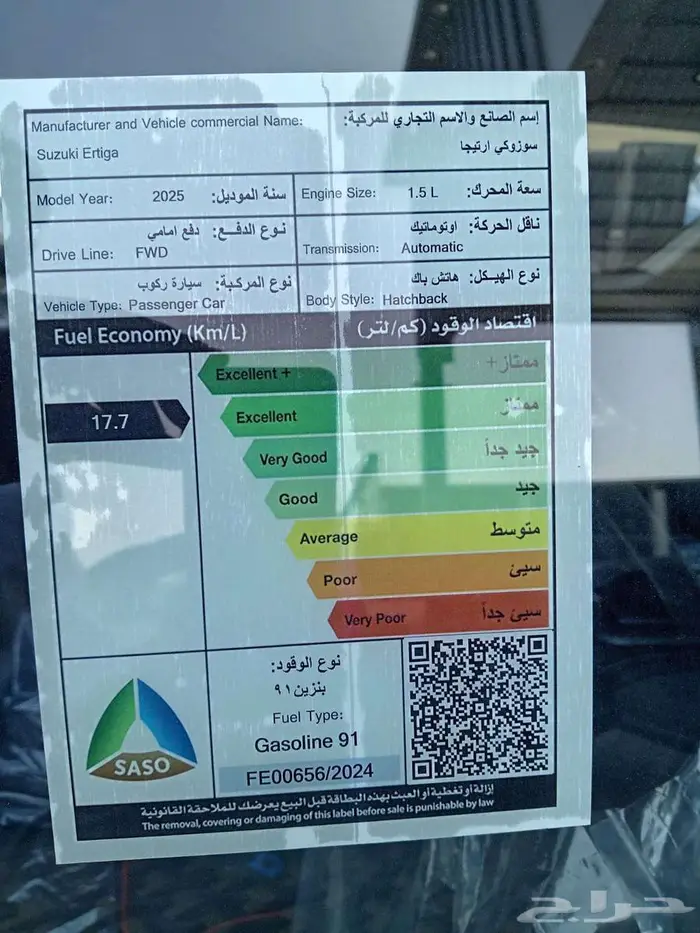 Manufacturer and Vehicle commercial Name: إسم الصانع والاسم التجاري للمركبة:
Suzuki Ertiga سوزوكي ارتيجا
Model Year: 2025 سنة الموديل:
Engine Size: 1.5 L سعة المحرك:
نوع الدفـــع: دفع امامي
Drive Line: FWD
ناقل الحركة: اوتوماتيك
Transmission: Automatic
نوع المركبة: سيارة ركوب
Vehicle Type: Passenger Car
نوع الهيكل: هاتش باك
Body Style: Hatchback
Fuel Economy (Km/L) اقتصاد الوقود (كم/لتر)
17.7
Excellent + ممتاز+
Excellent ممتاز
Very Good جيد جداً
Good جيد
Average متوسط
Poor سيئ
Very Poor سيئ جداً
SASO
نوع الوقود:
بنزين ٩١
Fuel Type:
Gasoline 91
FE00656/2024
إزالة أو تغطية أو العبث بهذه البطاقة قبل البيع يعرضك للملاحقة القانونية
The removal, covering or damaging of this label before sale is punishable by law
حراج